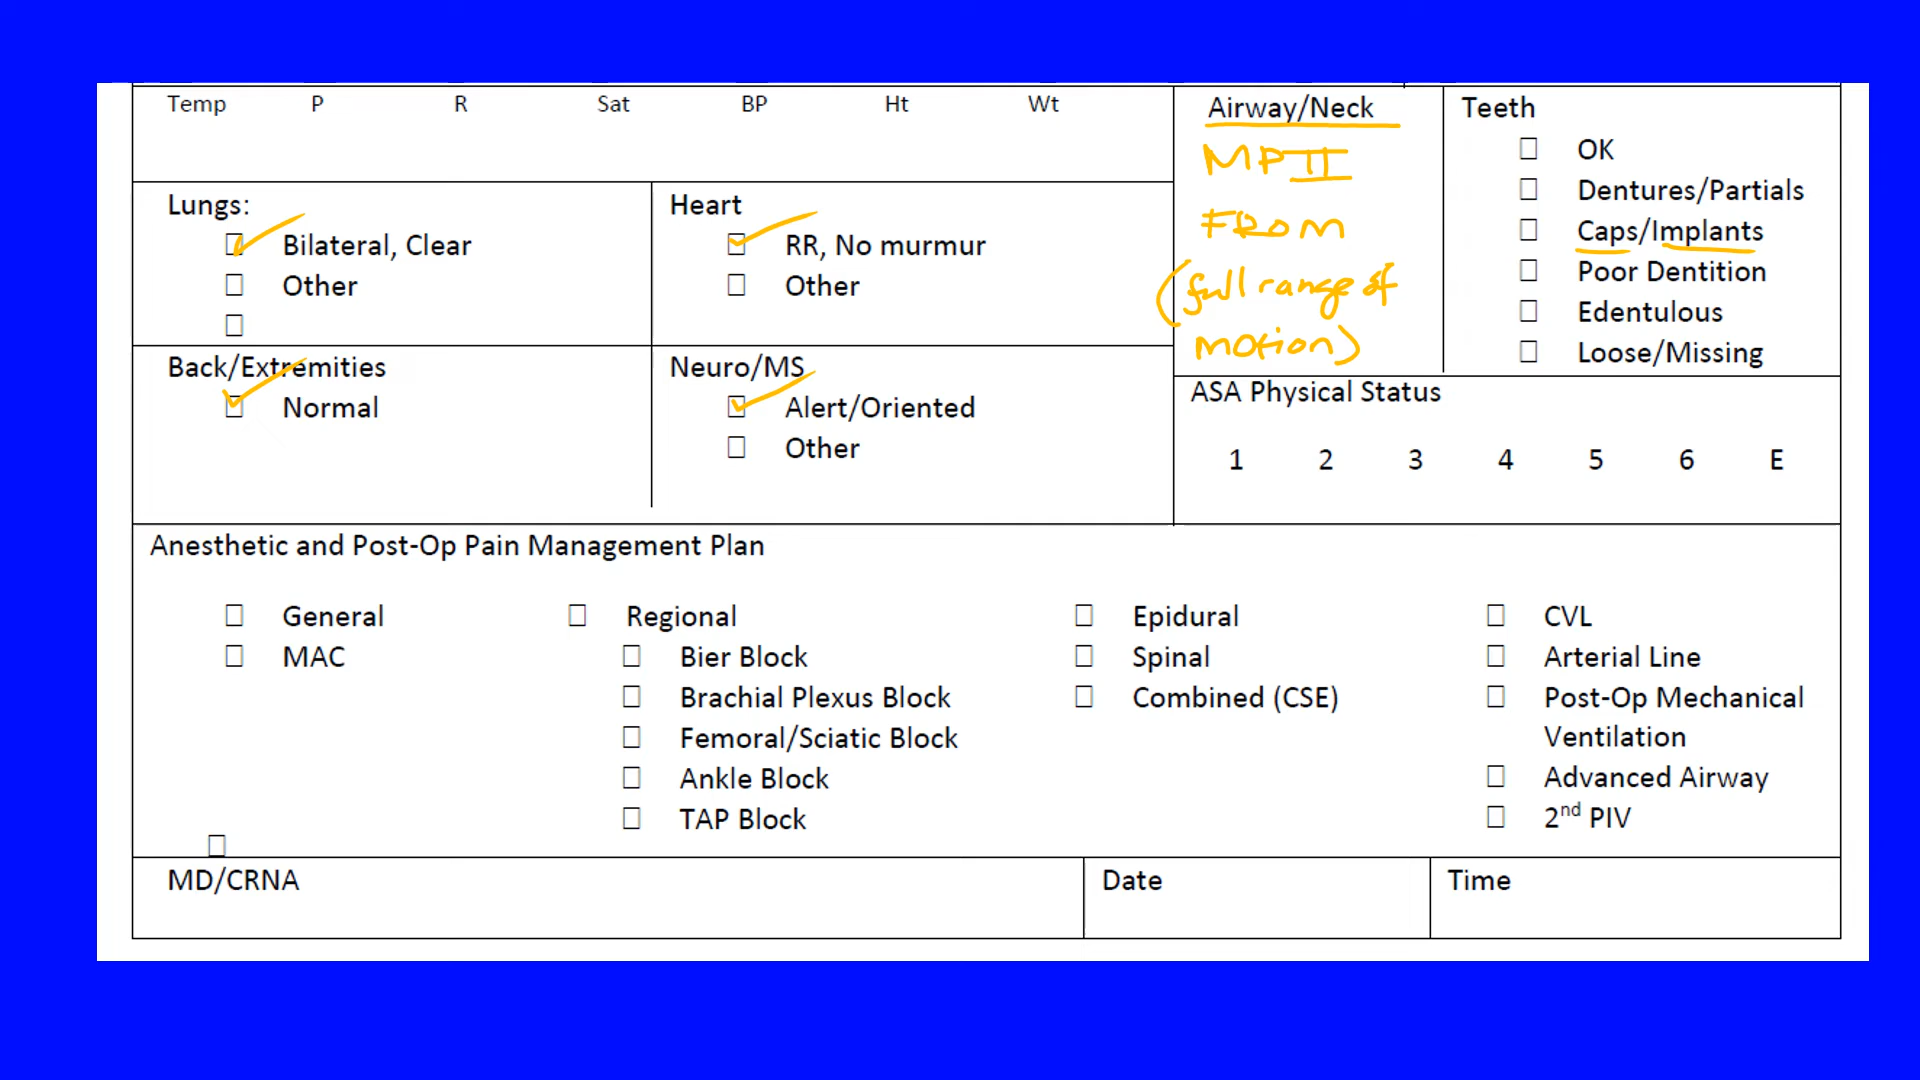 Temp P R Sat BP Ht Wt
Airway/Neck
MP II
FROM
(full range of
motion)
Teeth
OK
Dentures/Partials
Caps/Implants
Poor Dentition
Edentulous
Loose/Missing
Lungs:
Bilateral, Clear
Other
Heart
RR, No murmur
Other
Back/Extremities
Normal
Neuro/MS
Alert/Oriented
Other
ASA Physical Status
1 2 3 4 5 6 E
Anesthetic and Post-Op Pain Management Plan
General
MAC
Regional
Bier Block
Brachial Plexus Block
Femoral/Sciatic Block
Ankle Block
TAP Block
Epidural
Spinal
Combined (CSE)
CVL
Arterial Line
Post-Op Mechanical
Ventilation
Advanced Airway
2nd PIV
MD/CRNA
Date
Time